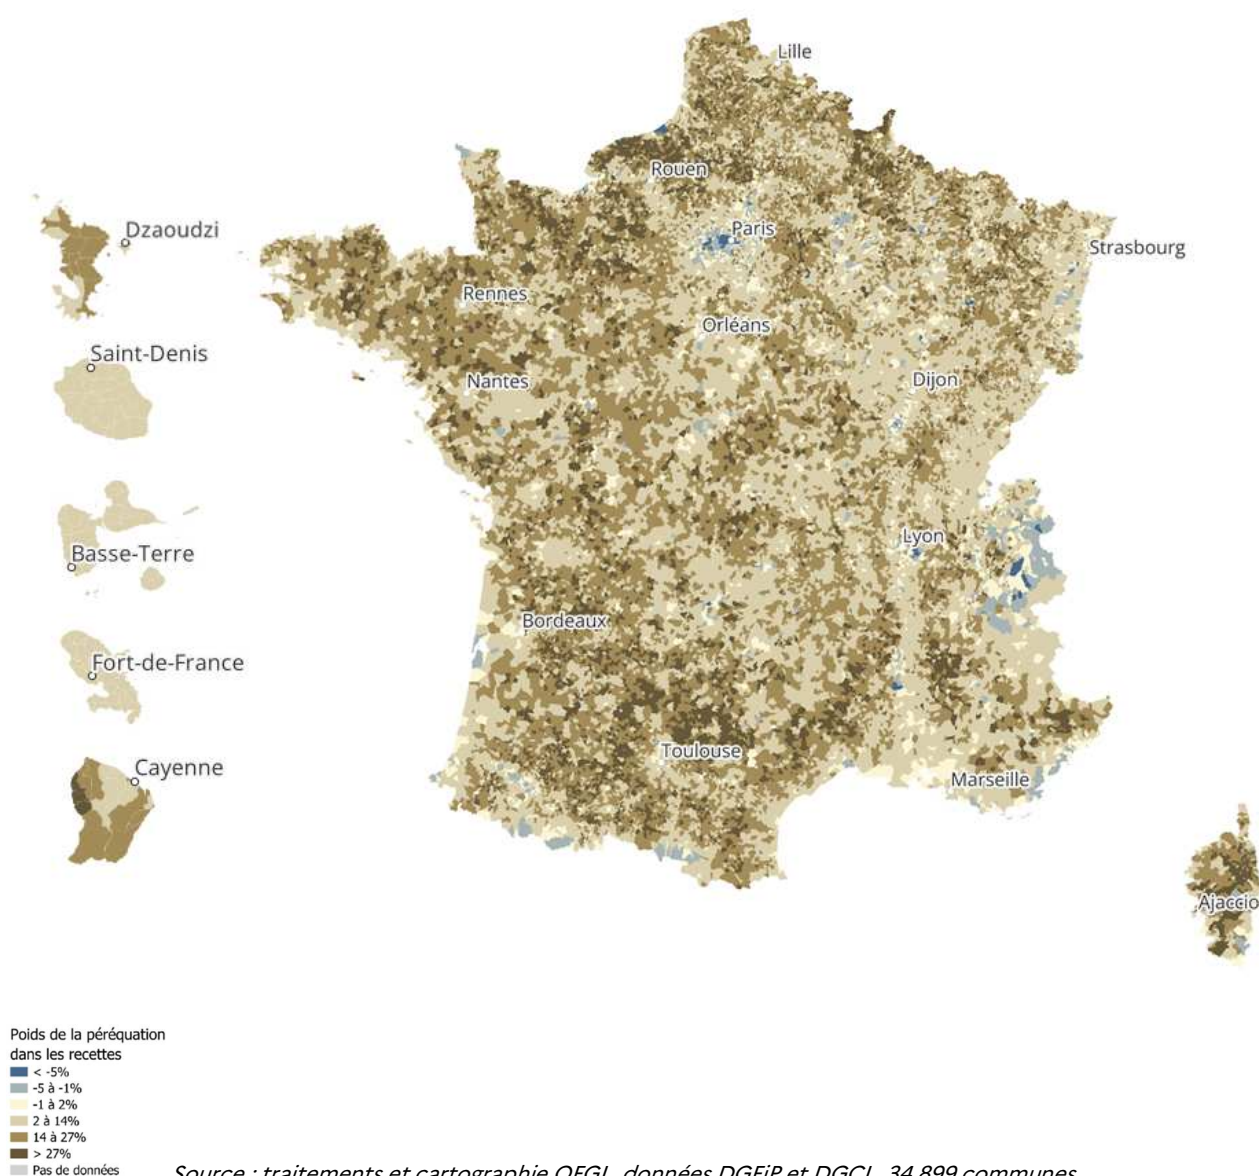 Lille
Rouen
Paris
Strasbourg
Dzaoudzi
Rennes
Orléans
Saint-Denis
Nantes
Dijon
Lyon
Basse-Terre
Bordeaux
Fort-de-France
Toulouse
Cayenne
Marseille
Ajaccio
Poids de la péréquation
dans les recettes
< -5%
-5 à -1%
-1 à 2%
2 à 14%
14 à 27%
> 27%
Pas de données
Source : traitements et cartographie OFGL, données DGFiP et DGCL, 34 899 communes